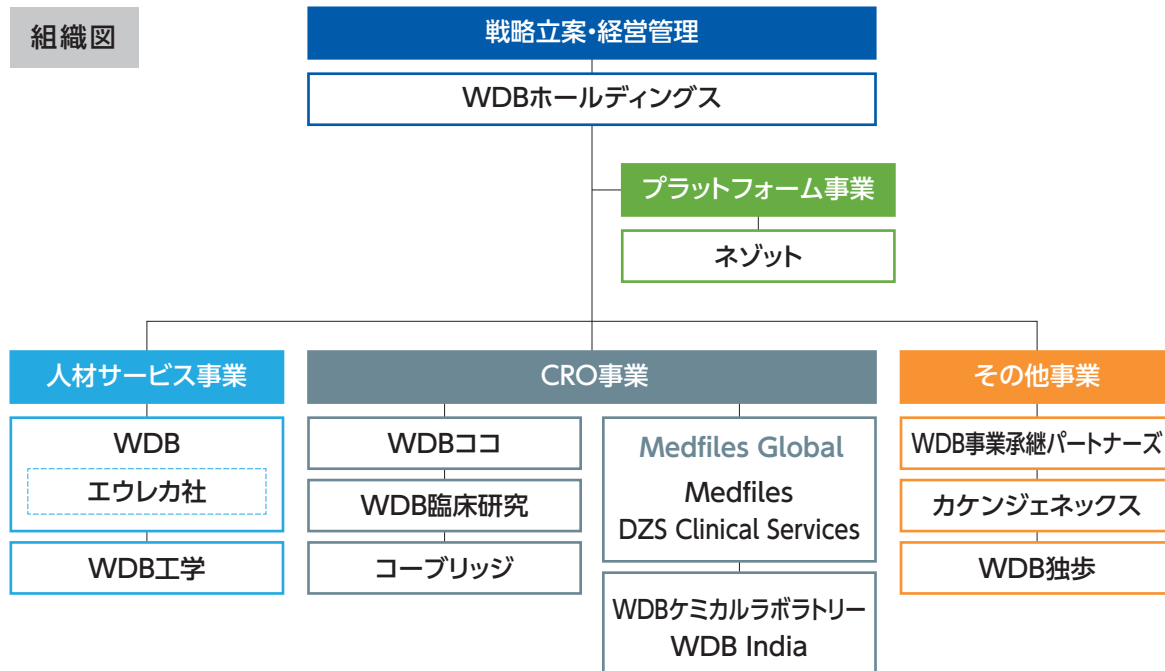 組織図
戦略立案・経営管理
WDBホールディングス
プラットフォーム事業
ネゾット
人材サービス事業
WDB
エウレカ社
WDB工学
CRO事業
WDBココ
WDB臨床研究
コーブリッジ
Medfiles Global
Medfiles
DZS Clinical Services
WDBケミカルラボラトリー
WDB India
その他事業
WDB事業承継パートナーズ
カケンジェネックス
WDB独歩